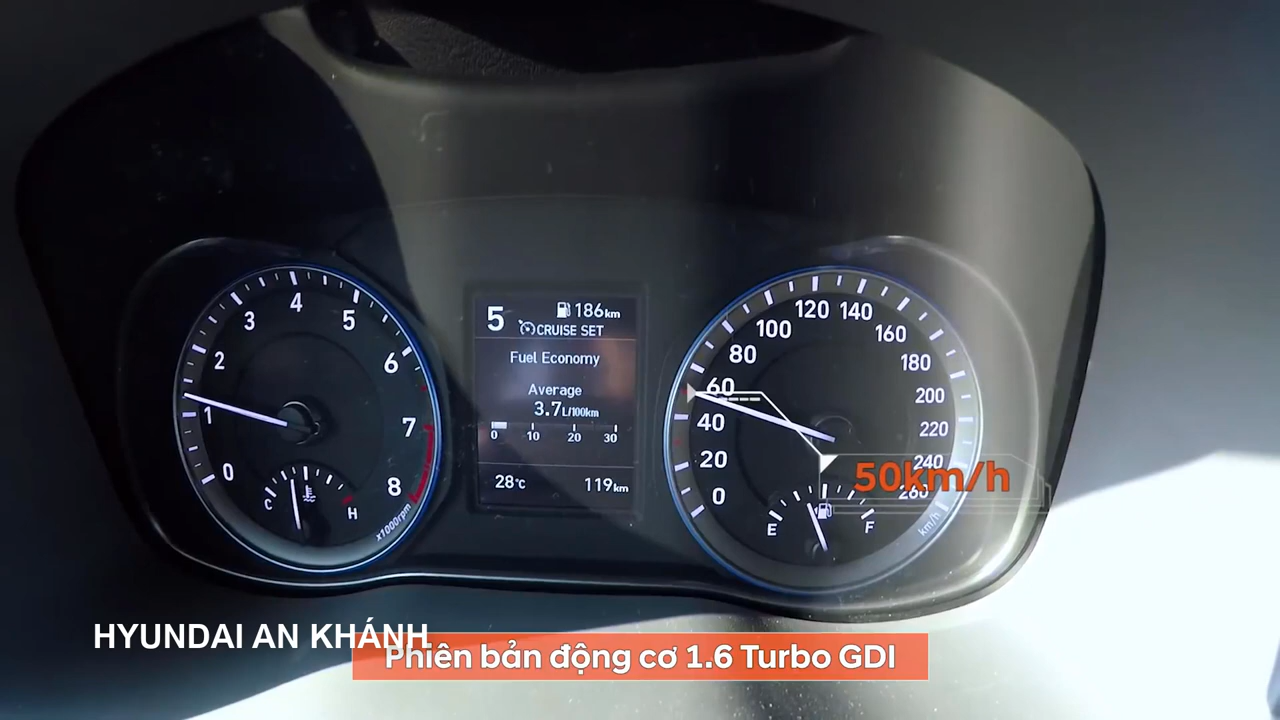 4
3
5
2
6
1
7
0
8
C
H
x1000rpm
5
186km
CRUISE SET
Fuel Economy
Average
3.7L/100km
0 10 20 30
28°C
119km
120 140
100
160
80
180
60
200
40
220
20
240
0
260
E
F
km/h
50km/h
HYUNDAI AN KHÁNH
Phiên bản động cơ 1.6 Turbo GDI